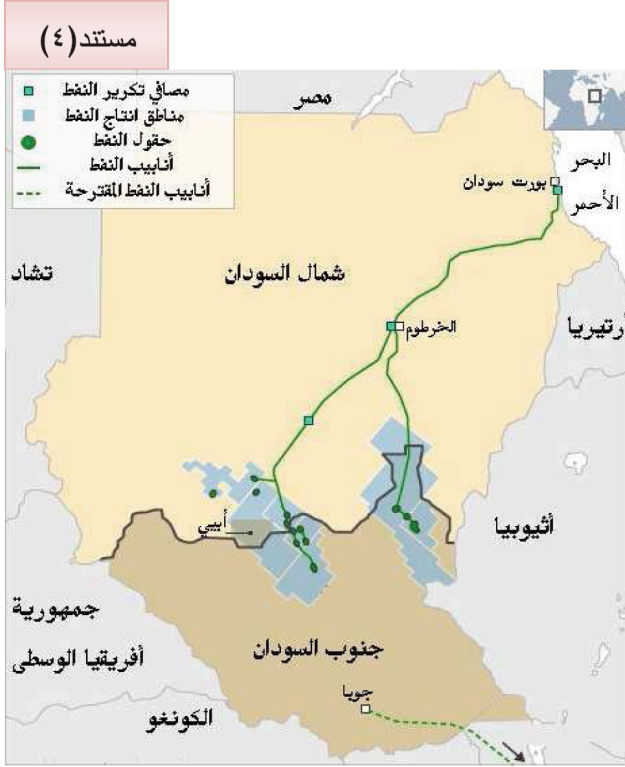 مستند(٤)
مصافي تكرير النفط
مناطق انتاج النفط
حقول النفط
أنابيب النفط
أنابيب النفط المقترحة
مصر
البحر
الأحمر
بورت سودان
تشاد
شمال السودان
الخرطوم
أرتيريا
أبيي
أثيوبيا
جمهورية
أفريقيا الوسطى
جنوب السودان
جوبا
الكونغو